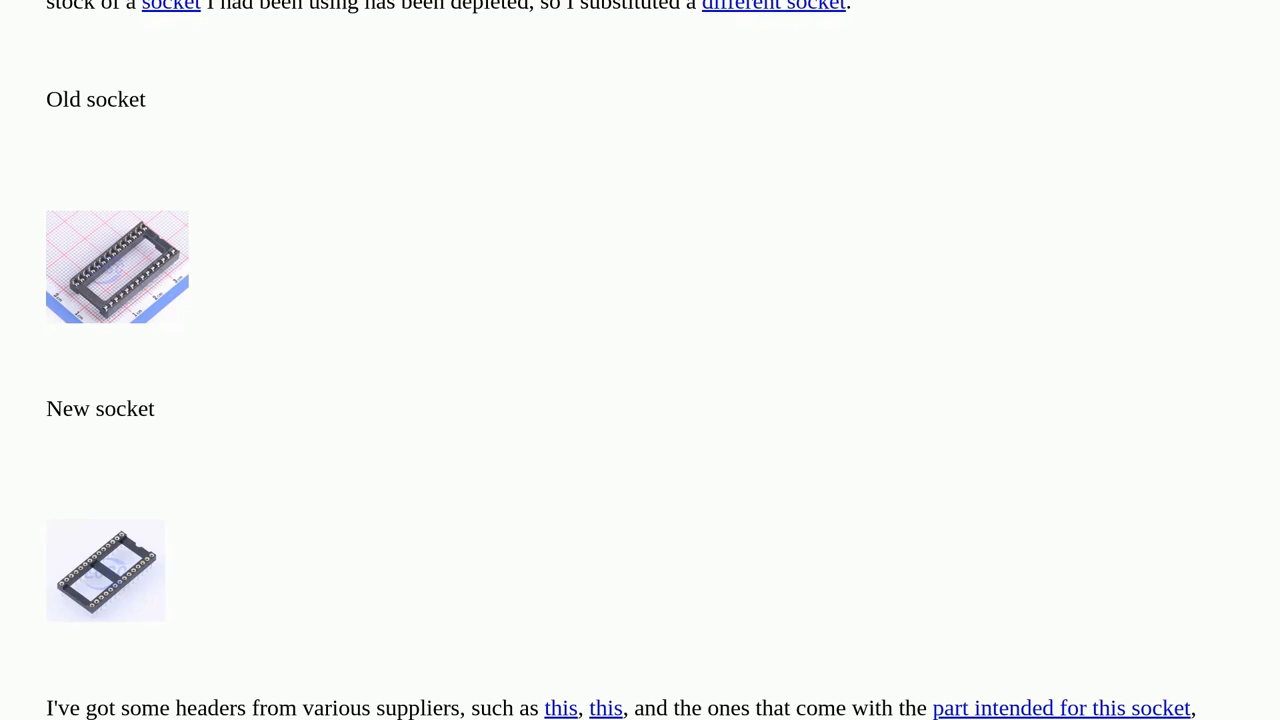 stock of a socket I had been using has been depleted, so I substituted a different socket.
Old socket
New socket
I've got some headers from various suppliers, such as this, this, and the ones that come with the part intended for this socket,